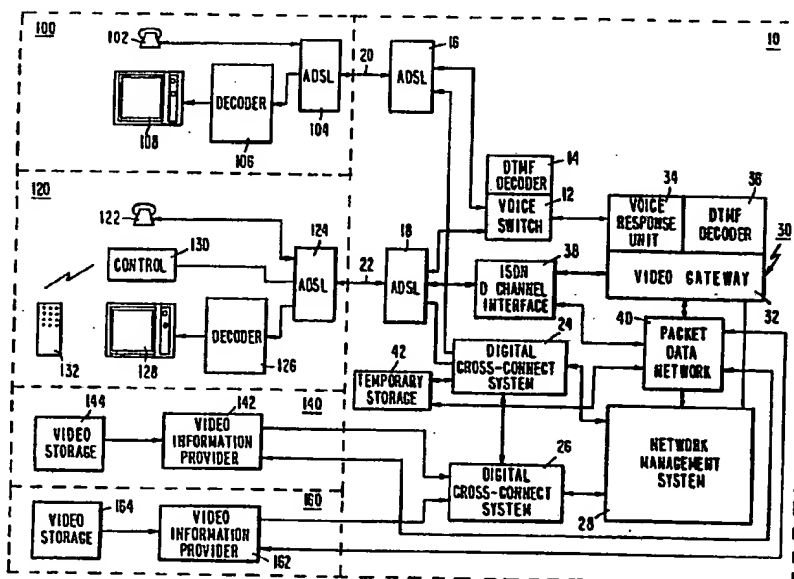 100
102
ADSL
104
DECODER
106
108
20
16
ADSL
10
120
122
130
CONTROL
124
ADSL
132
128
DECODER
126
22
18
ADSL
DTMF
DECODER
14
VOICE
SWITCH
12
34
VOICE
RESPONSE
UNIT
36
DTMF
DECODER
30
VIDEO GATEWAY
32
38
ISDN
D CHANNEL
INTERFACE
40
PACKET
DATA
NETWORK
24
DIGITAL
CROSS-CONNECT
SYSTEM
42
TEMPORARY
STORAGE
140
144
VIDEO
STORAGE
142
VIDEO
INFORMATION
PROVIDER
26
DIGITAL
CROSS-CONNECT
SYSTEM
NETWORK
MANAGEMENT
SYSTEM
28
160
164
VIDEO
STORAGE
VIDEO
INFORMATION
PROVIDER
162